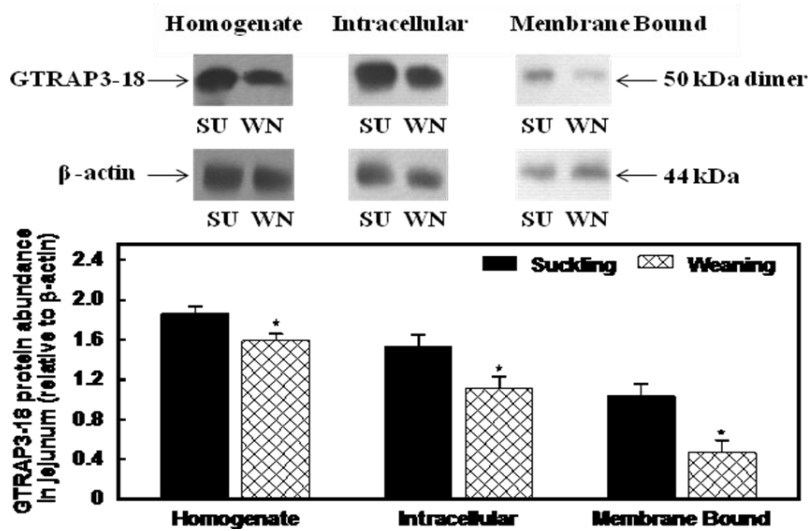 Homogenate Intracellular Membrane Bound
GTRAP3-18 50 kDa dimer
SU WN SU WN SU WN
β-actin 44 kDa
SU WN SU WN SU WN
GTRAP3-18 protein abundance
in jejunum (relative to β-actin)
2.4
2.0
1.6
1.2
0.8
0.4
0
Suckling Weaning
*
*
*
Homogenate Intracellular Membrane Bound